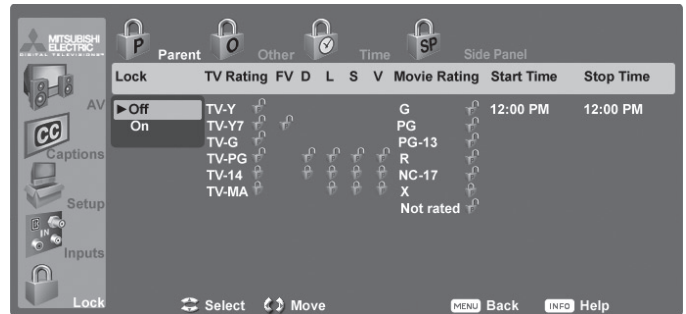 MITSUBISHI
ELECTRIC
DIGITAL TELEVISIONS
P Parent O Other Time SP Side Panel
Lock TV Rating FV D L S V Movie Rating Start Time Stop Time
AV
►Off TV-Y G 12:00 PM 12:00 PM
On TV-Y7 PG
TV-G PG-13
CC
Captions
TV-PG R
TV-14 NC-17
TV-MA X
Not rated
Setup
IN
Inputs
Lock
Select Move MENU Back INFO Help